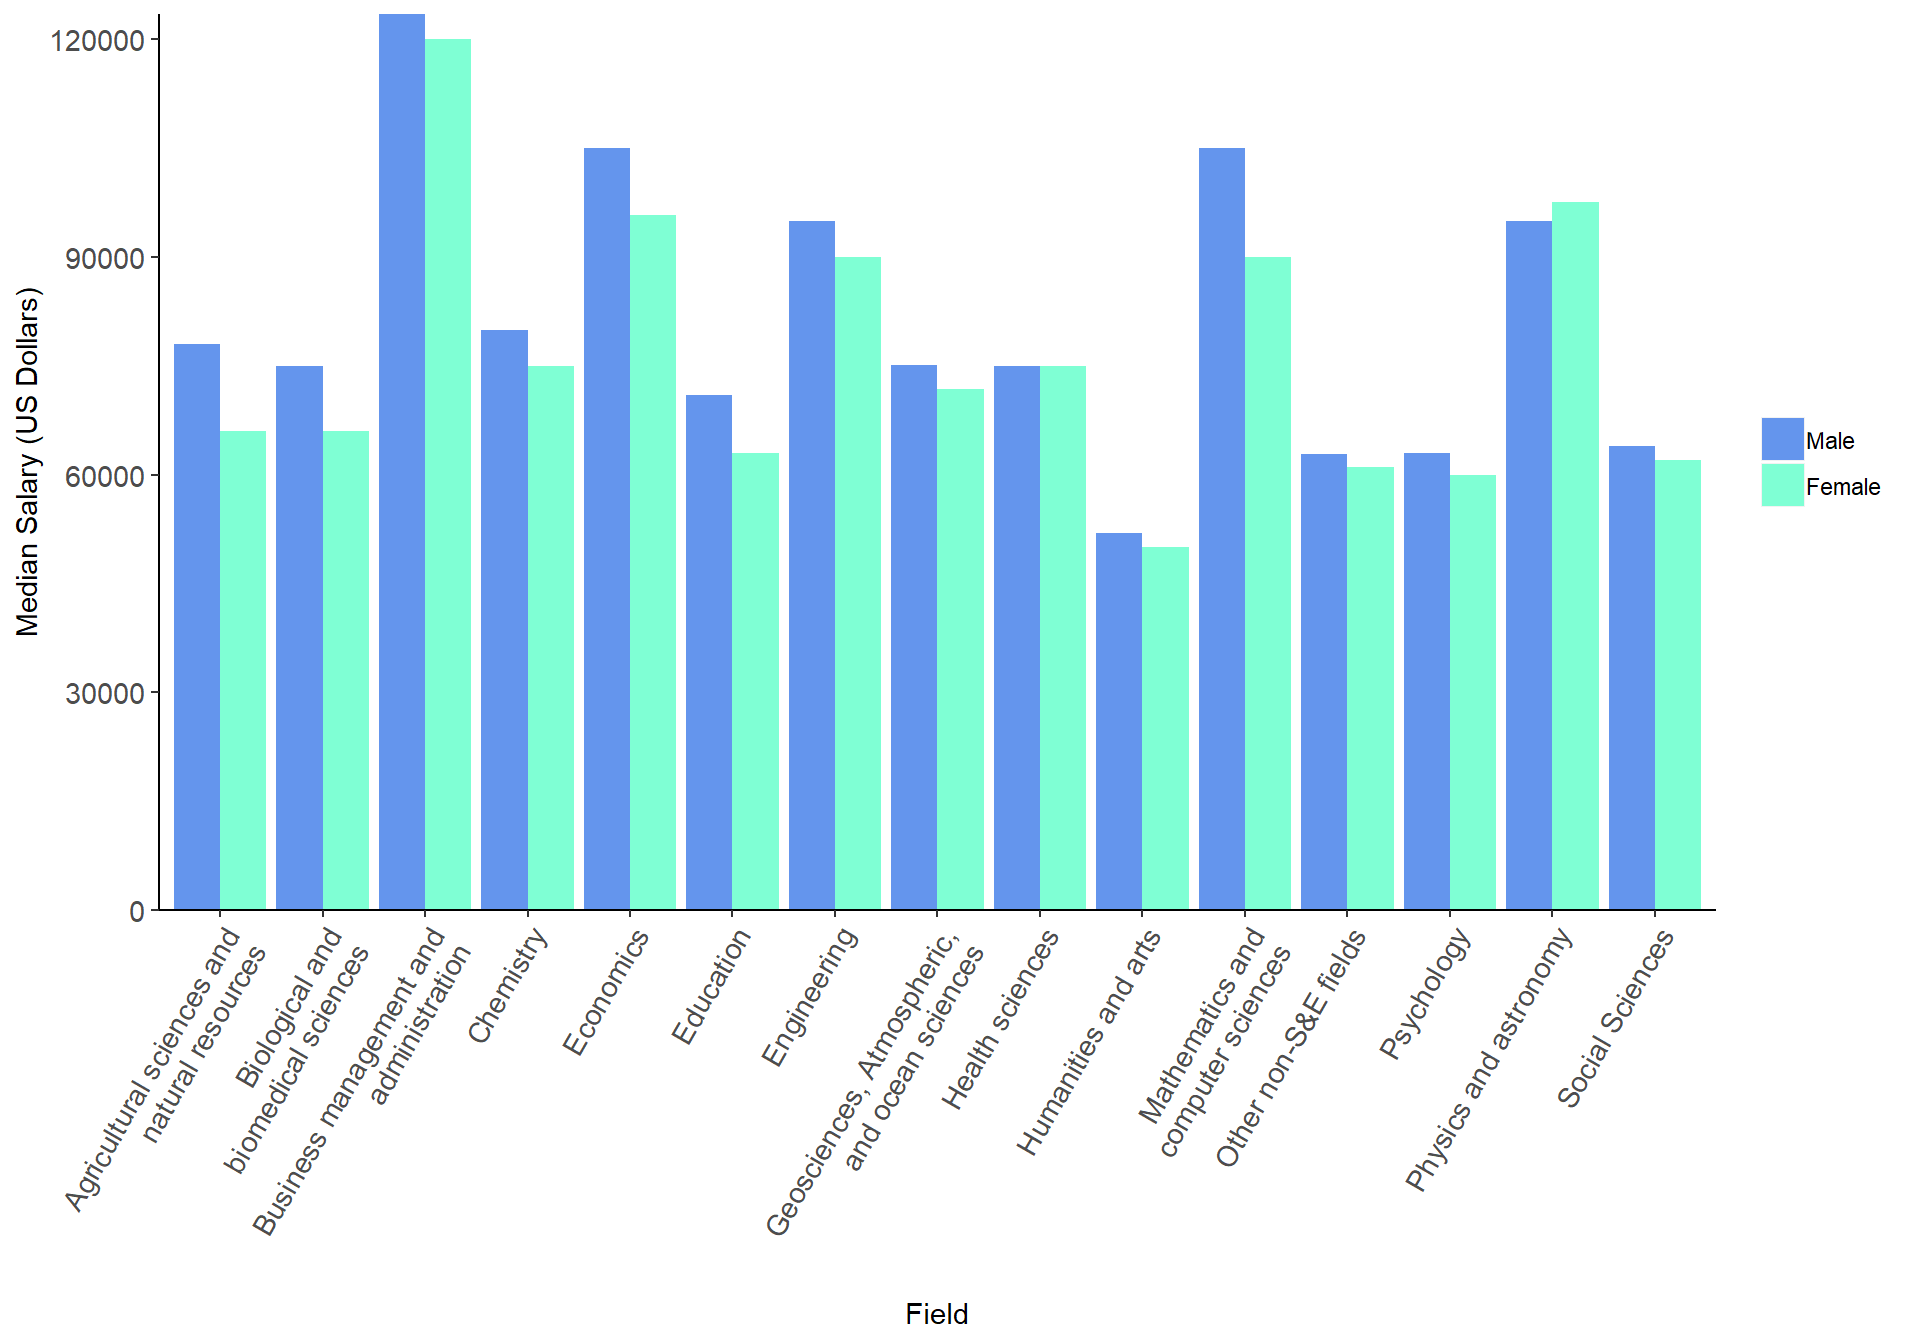 120000
90000
60000
30000
0
Median Salary (US Dollars)
Agricultural sciences and
natural resources
Biological and
biomedical sciences
Business management and
administration
Chemistry
Economics
Education
Engineering
Geosciences, Atmospheric,
and ocean sciences
Health sciences
Humanities and arts
Mathematics and
computer sciences
Other non-S&E fields
Psychology
Physics and astronomy
Social Sciences
Field
Male
Female